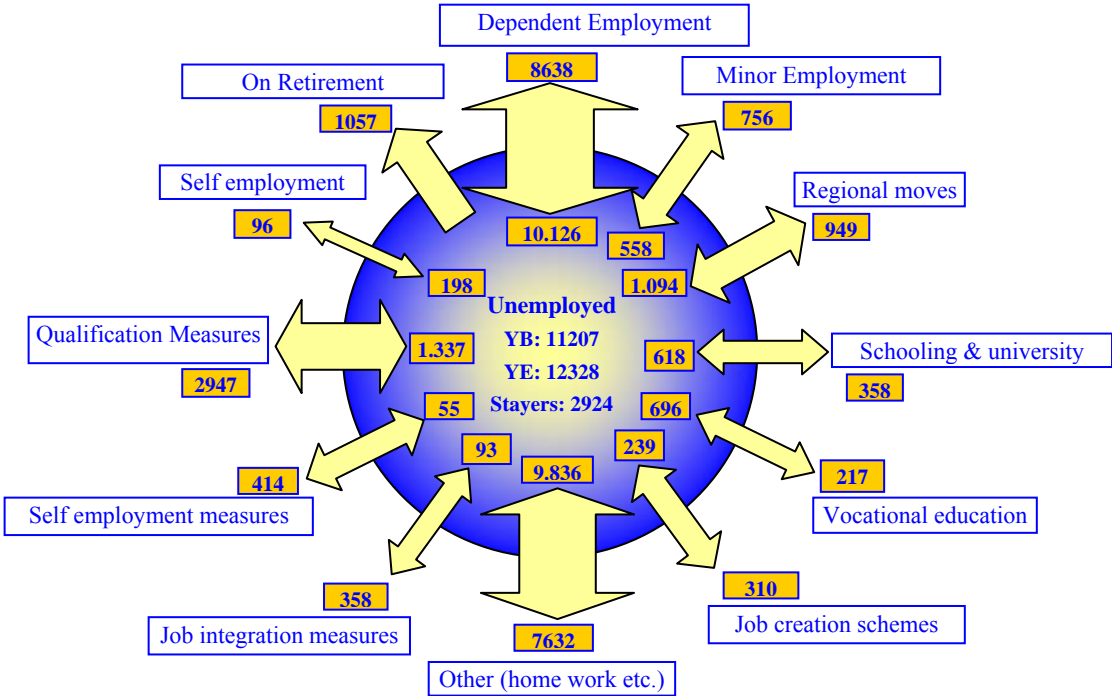 Dependent Employment
8638
On Retirement
1057
Minor Employment
756
Self employment
96
Regional moves
949
10.126
558
198
1.094
Unemployed
YB: 11207
YE: 12328
Stayers: 2924
Qualification Measures
2947
1.337
618
Schooling & university
358
55
696
93
239
9.836
414
Self employment measures
217
Vocational education
358
Job integration measures
310
Job creation schemes
7632
Other (home work etc.)